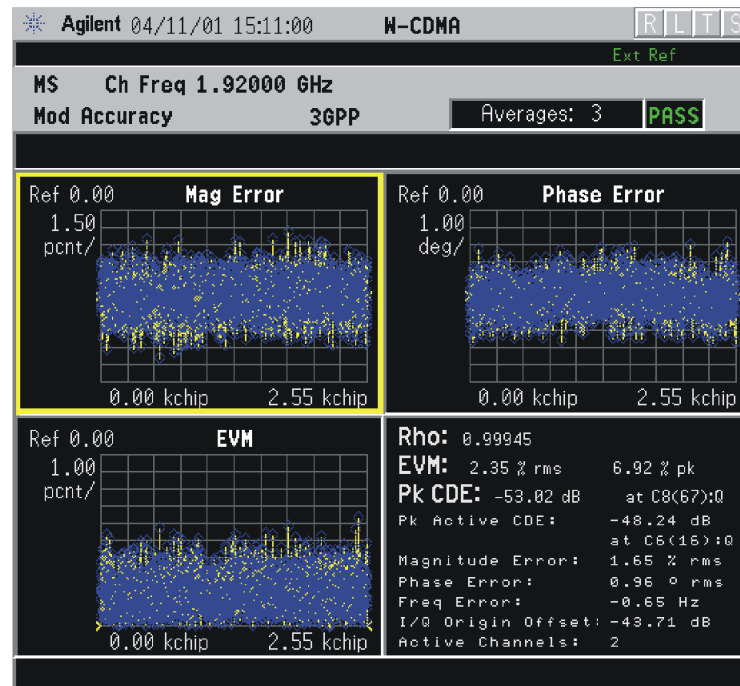 Agilent 04/11/01 15:11:00 W-CDMA R L T S
Ext Ref
MS Ch Freq 1.92000 GHz
Mod Accuracy 3GPP Averages: 3 PASS
Ref 0.00 Mag Error
1.50
pcnt/
0.00 kchip 2.55 kchip
Ref 0.00 Phase Error
1.00
deg/
0.00 kchip 2.55 kchip
Ref 0.00 EVM
1.00
pcnt/
0.00 kchip 2.55 kchip
Rho: 0.99945
EVM: 2.35 % rms 6.92 % pk
Pk CDE: -53.02 dB at C8(67):Q
Pk Active CDE: -48.24 dB
at C6(16):Q
Magnitude Error: 1.65 % rms
Phase Error: 0.96 º rms
Freq Error: -0.65 Hz
I/Q Origin Offset: -43.71 dB
Active Channels: 2